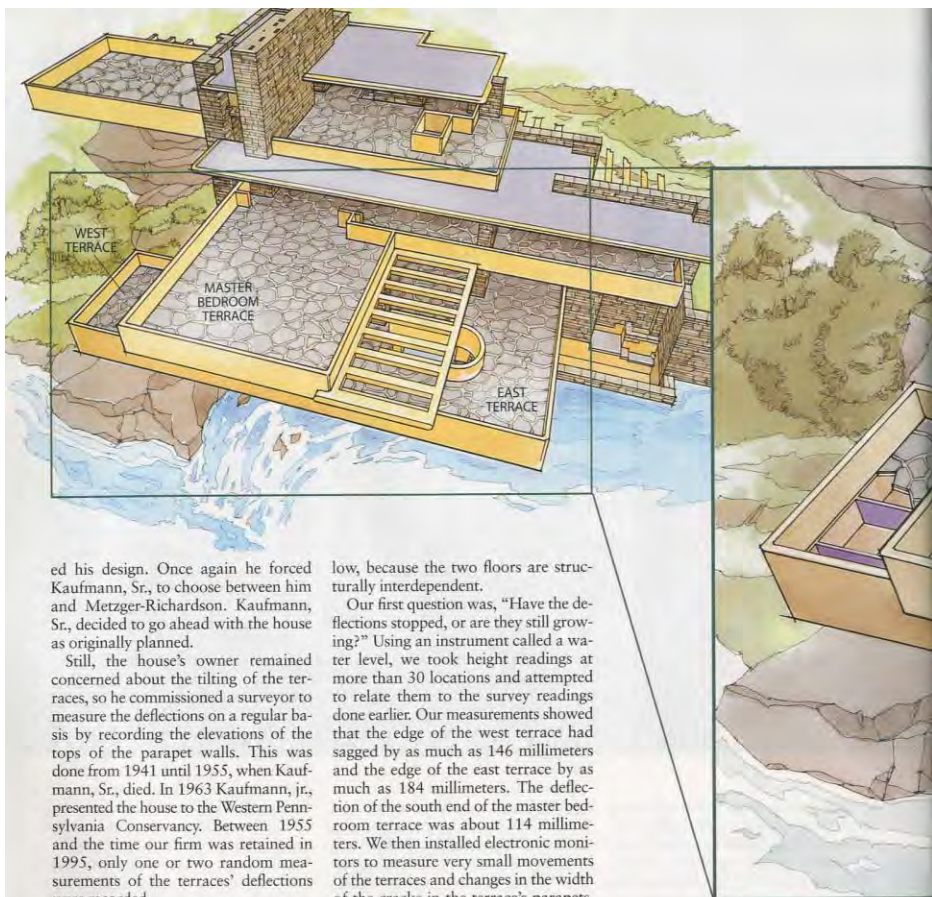 WEST
TERRACE
MASTER
BEDROOM
TERRACE
EAST
TERRACE
ed his design. Once again he forced
Kaufmann, Sr., to choose between him
and Metzger-Richardson. Kaufmann,
Sr., decided to go ahead with the house
as originally planned.
Still, the house's owner remained
concerned about the tilting of the ter-
races, so he commissioned a surveyor to
measure the deflections on a regular ba-
sis by recording the elevations of the
tops of the parapet walls. This was
done from 1941 until 1955, when Kauf-
mann, Sr., died. In 1963 Kaufmann, jr.,
presented the house to the Western Penn-
sylvania Conservancy. Between 1955
and the time our firm was retained in
1995, only one or two random mea-
surements of the terraces' deflections
low, because the two floors are struc-
turally interdependent.
Our first question was, "Have the de-
flections stopped, or are they still grow-
ing?" Using an instrument called a wa-
ter level, we took height readings at
more than 30 locations and attempted
to relate them to the survey readings
done earlier. Our measurements showed
that the edge of the west terrace had
sagged by as much as 146 millimeters
and the edge of the east terrace by as
much as 184 millimeters. The deflec-
tion of the south end of the master bed-
room terrace was about 114 millime-
ters. We then installed electronic moni-
tors to measure very small movements
of the terraces and changes in the width
of the cracks in the terrace's parapets.